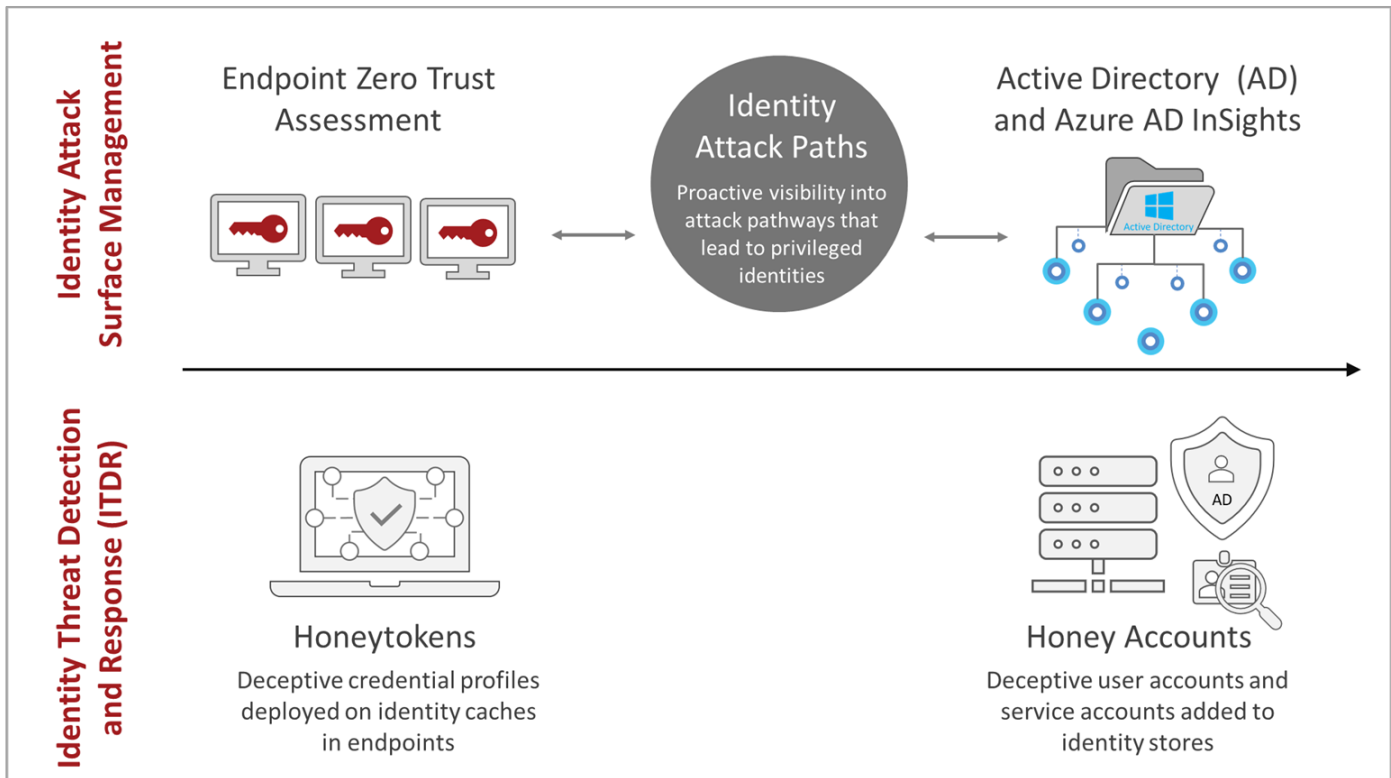 Identity Attack
Surface Management
Endpoint Zero Trust
Assessment
Identity
Attack Paths
Proactive visibility into
attack pathways that
lead to privileged
identities
Active Directory (AD)
and Azure AD InSights
Active Directory
Identity Threat Detection
and Response (ITDR)
Honeytokens
Deceptive credential profiles
deployed on identity caches
in endpoints
AD
Honey Accounts
Deceptive user accounts and
service accounts added to
identity stores